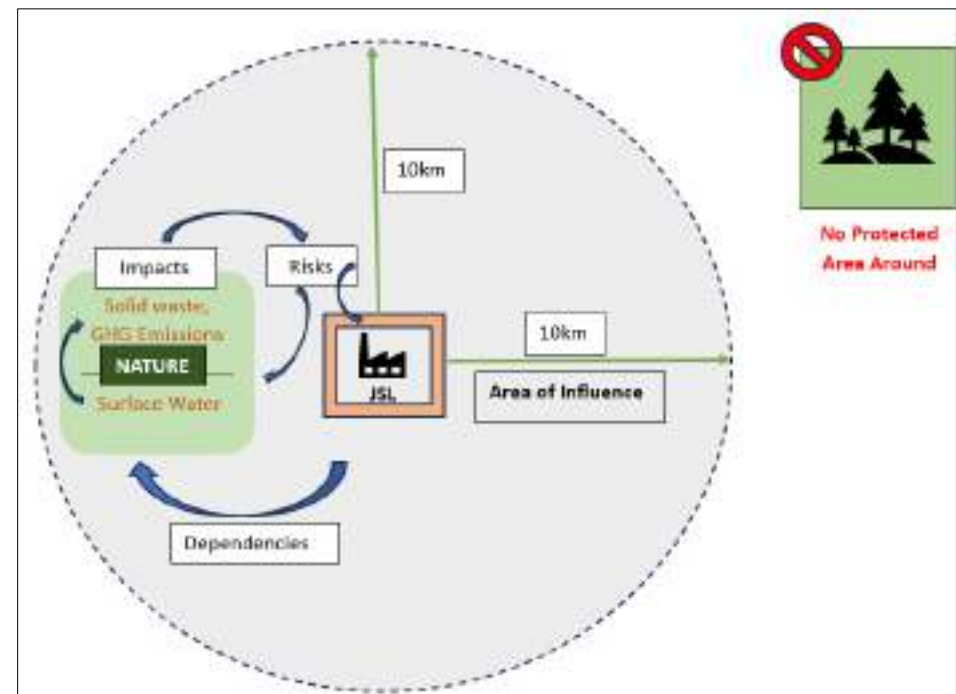 10km
No Protected
Area Around
Impacts
Risks
Solid waste,
GHG Emissions
NATURE
Surface Water
JSL
10km
Area of Influence
Dependencies